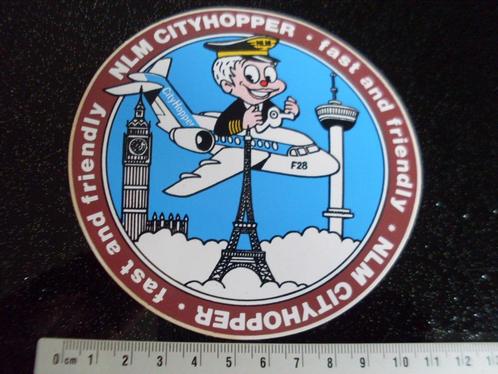 NLM CITYHOPPER · fast and friendly · NLM CITYHOPPER · fast and friendly
NLM
CityHopper
F28
0 cm 1 2 3 4 5 6 7 8 9 10 11 12 13